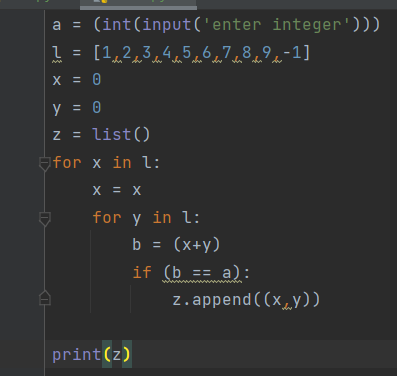 a = (int(input('enter integer')))
l = [1,2,3,4,5,6,7,8,9,-1]
x = 0
y = 0
z = list()
for x in l:
    x = x
    for y in l:
        b = (x+y)
        if (b == a):
            z.append((x,y))
print(z)